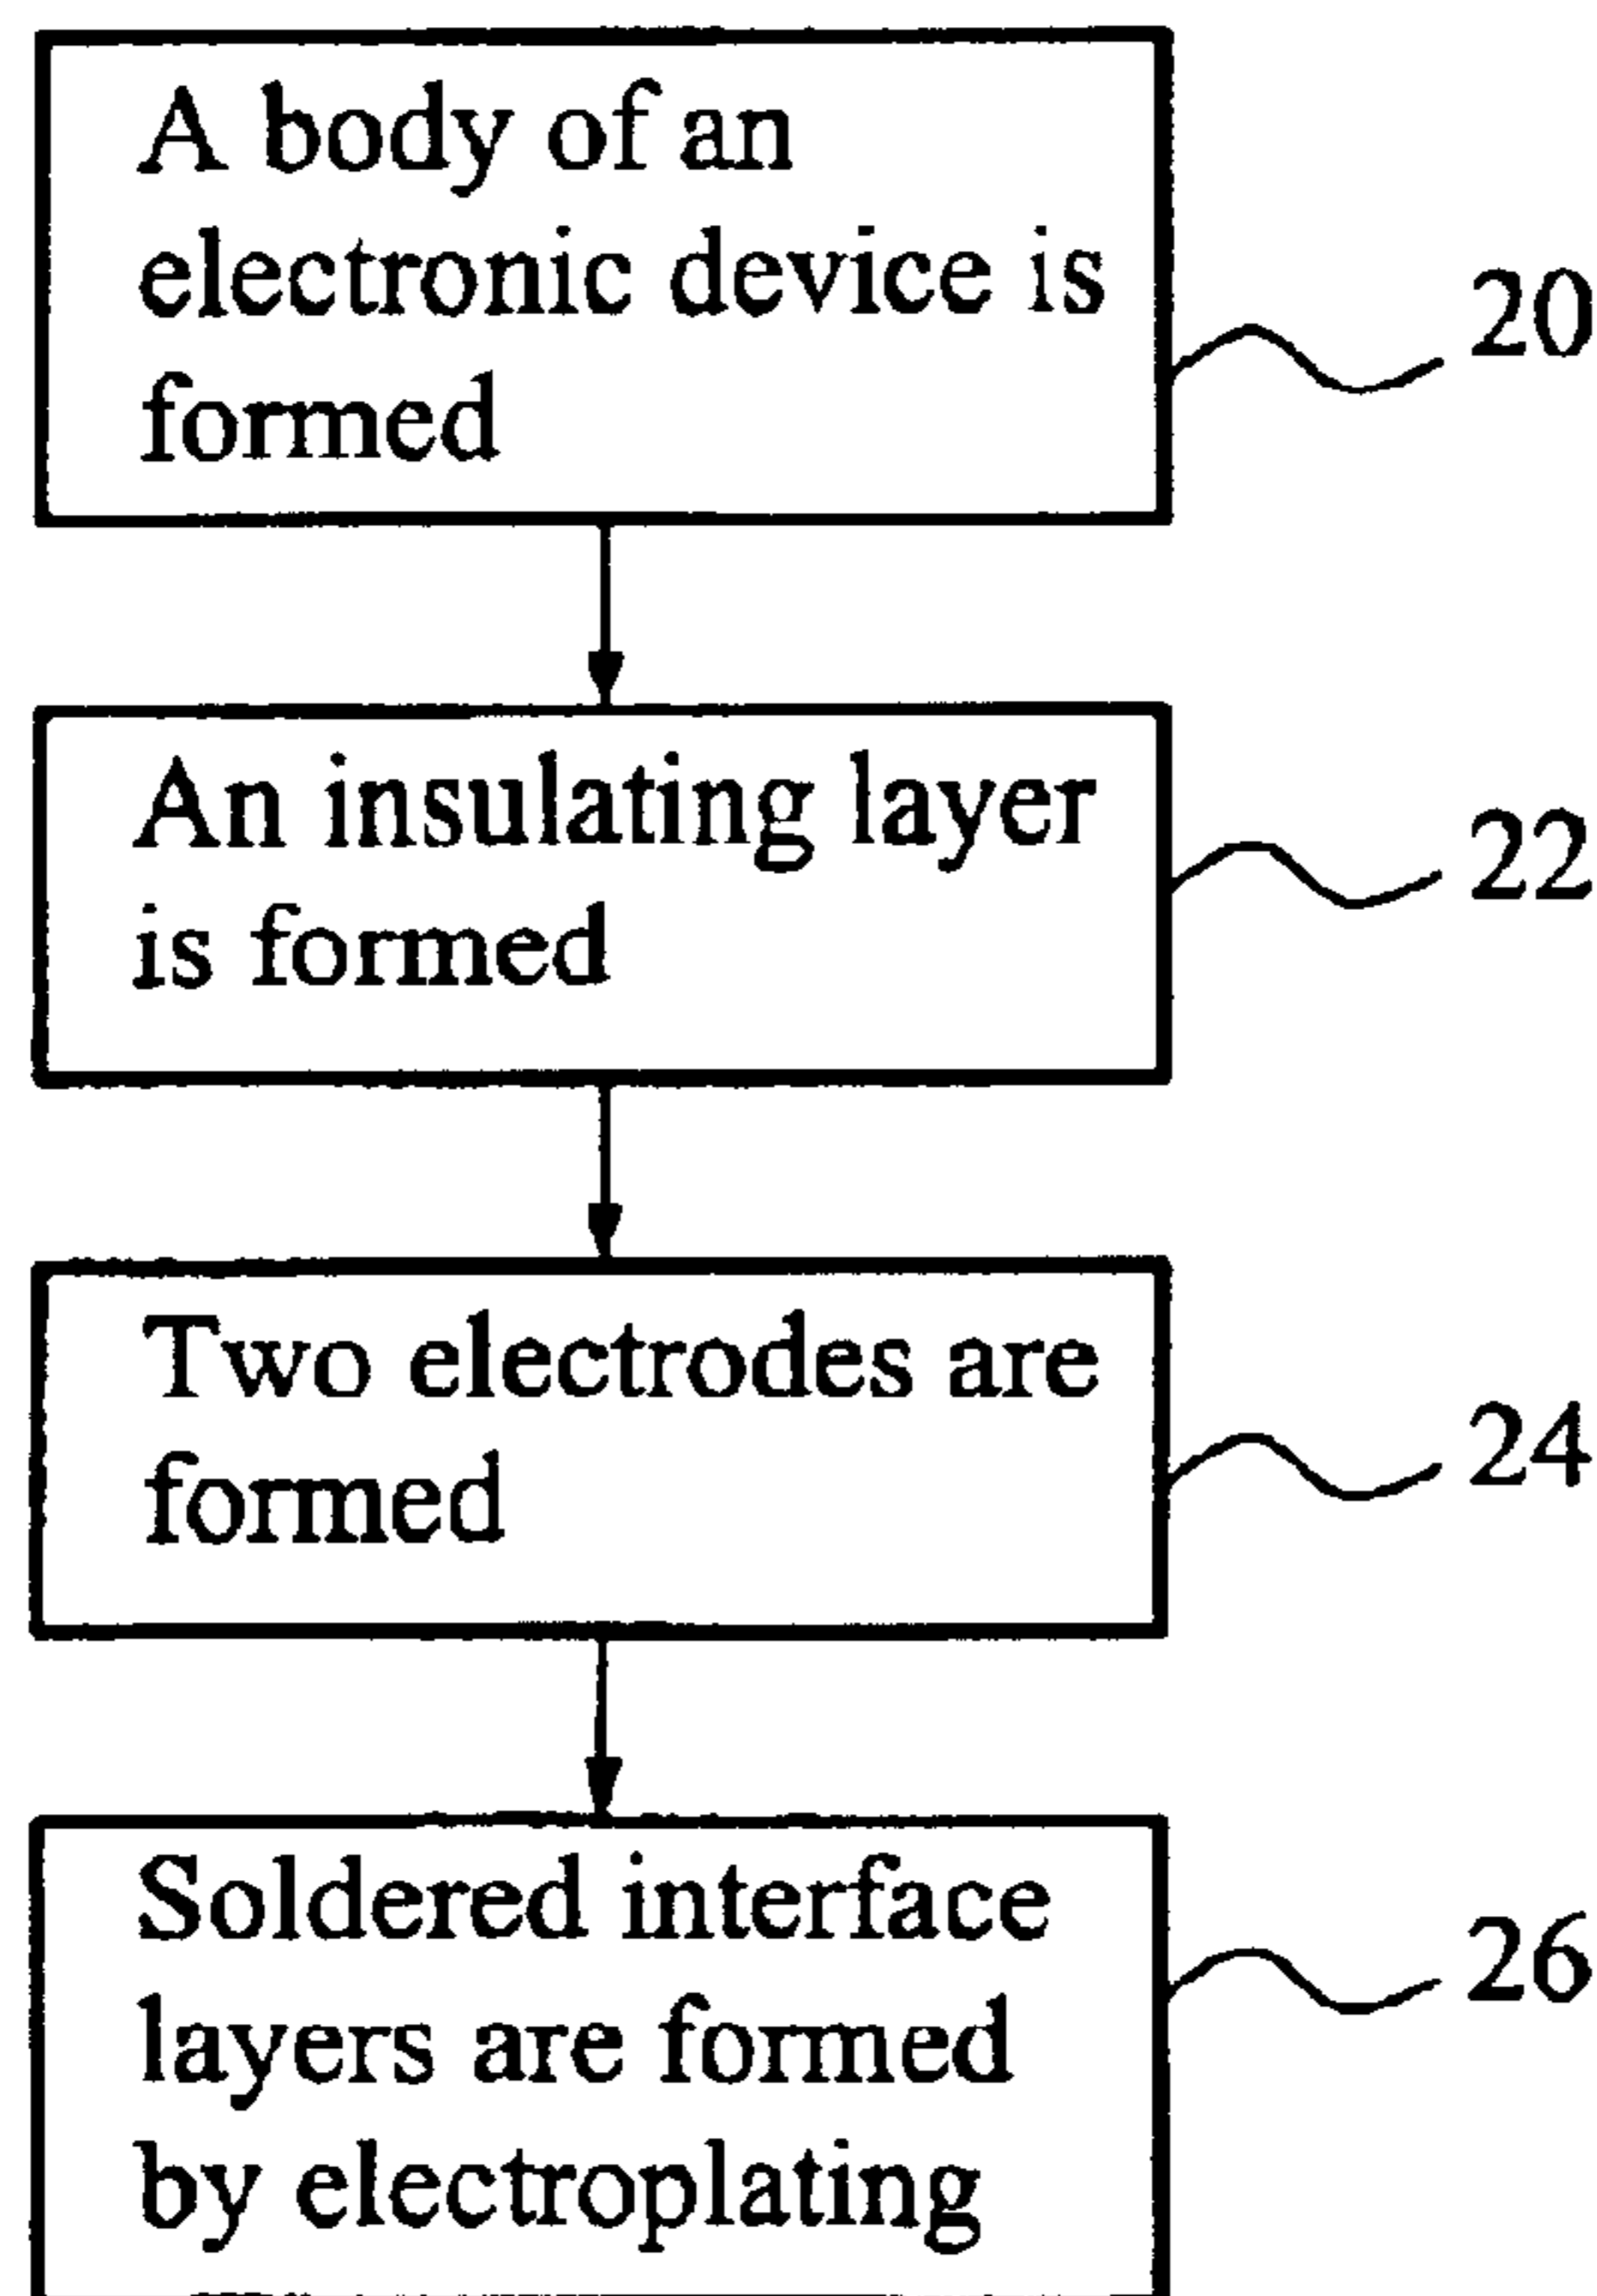 A body of an
electronic device is
formed
20
An insulating layer
is formed
22
Two electrodes are
formed
24
Soldered interface
layers are formed
by electroplating
26